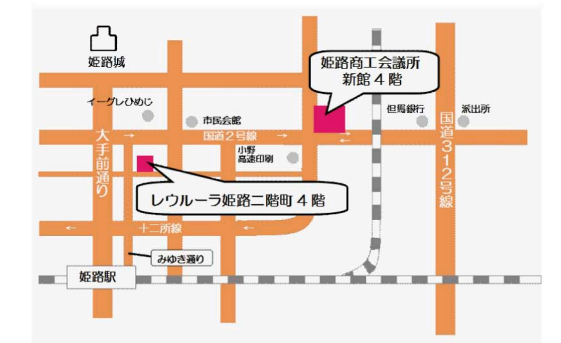 姫路城
姫路商工会議所
新館4階
イーグレひめじ
市民会館
但馬銀行
派出所
国道2号線
小野
高速印刷
大手前通り
国道312号線
レウルーラ姫路二階町4階
十二所線
みゆき通り
姫路駅